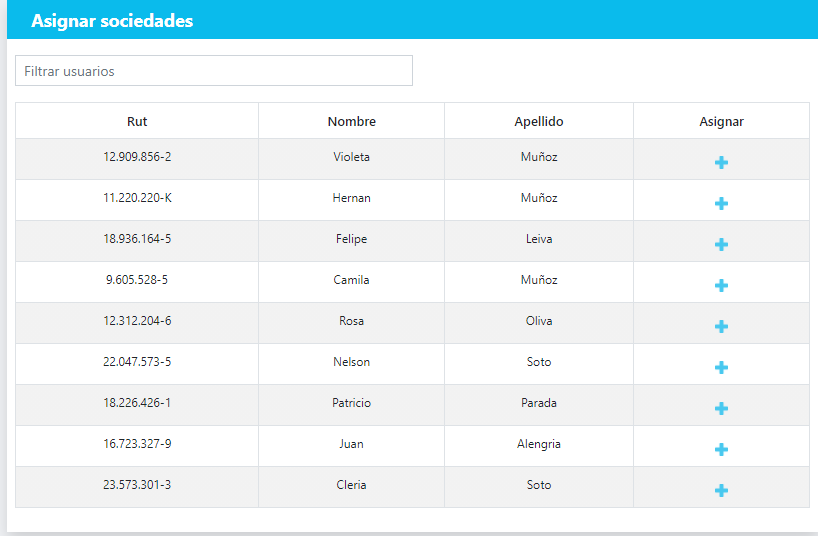 Asignar sociedades
Filtrar usuarios
Rut Nombre Apellido Asignar
12.909.856-2 Violeta Muñoz
11.220.220-K Hernan Muñoz
18.936.164-5 Felipe Leiva
9.605.528-5 Camila Muñoz
12.312.204-6 Rosa Oliva
22.047.573-5 Nelson Soto
18.226.426-1 Patricio Parada
16.723.327-9 Juan Alengria
23.573.301-3 Cleria Soto